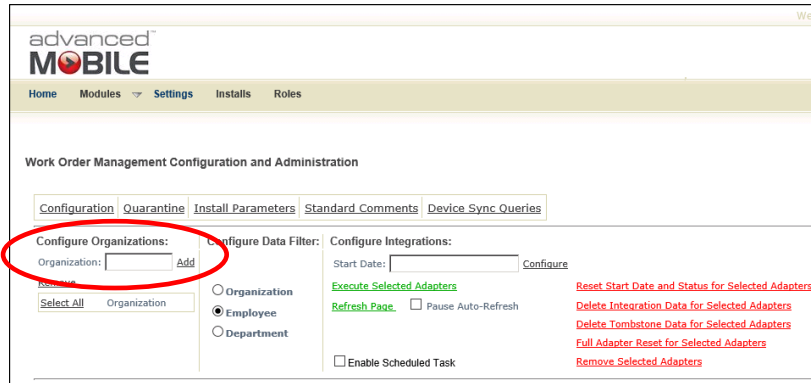 We
advanced™
MOBILE
Home Modules Settings Installs Roles
Work Order Management Configuration and Administration
Configuration Quarantine Install Parameters Standard Comments Device Sync Queries
Configure Organizations: Configure Data Filter: Configure Integrations:
Organization: Add Start Date: Configure
Remove Execute Selected Adapters Reset Start Date and Status for Selected Adapters
Select All Organization Organization Refresh Page Pause Auto-Refresh Delete Integration Data for Selected Adapters
Employee Delete Tombstone Data for Selected Adapters
Department Full Adapter Reset for Selected Adapters
Enable Scheduled Task Remove Selected Adapters